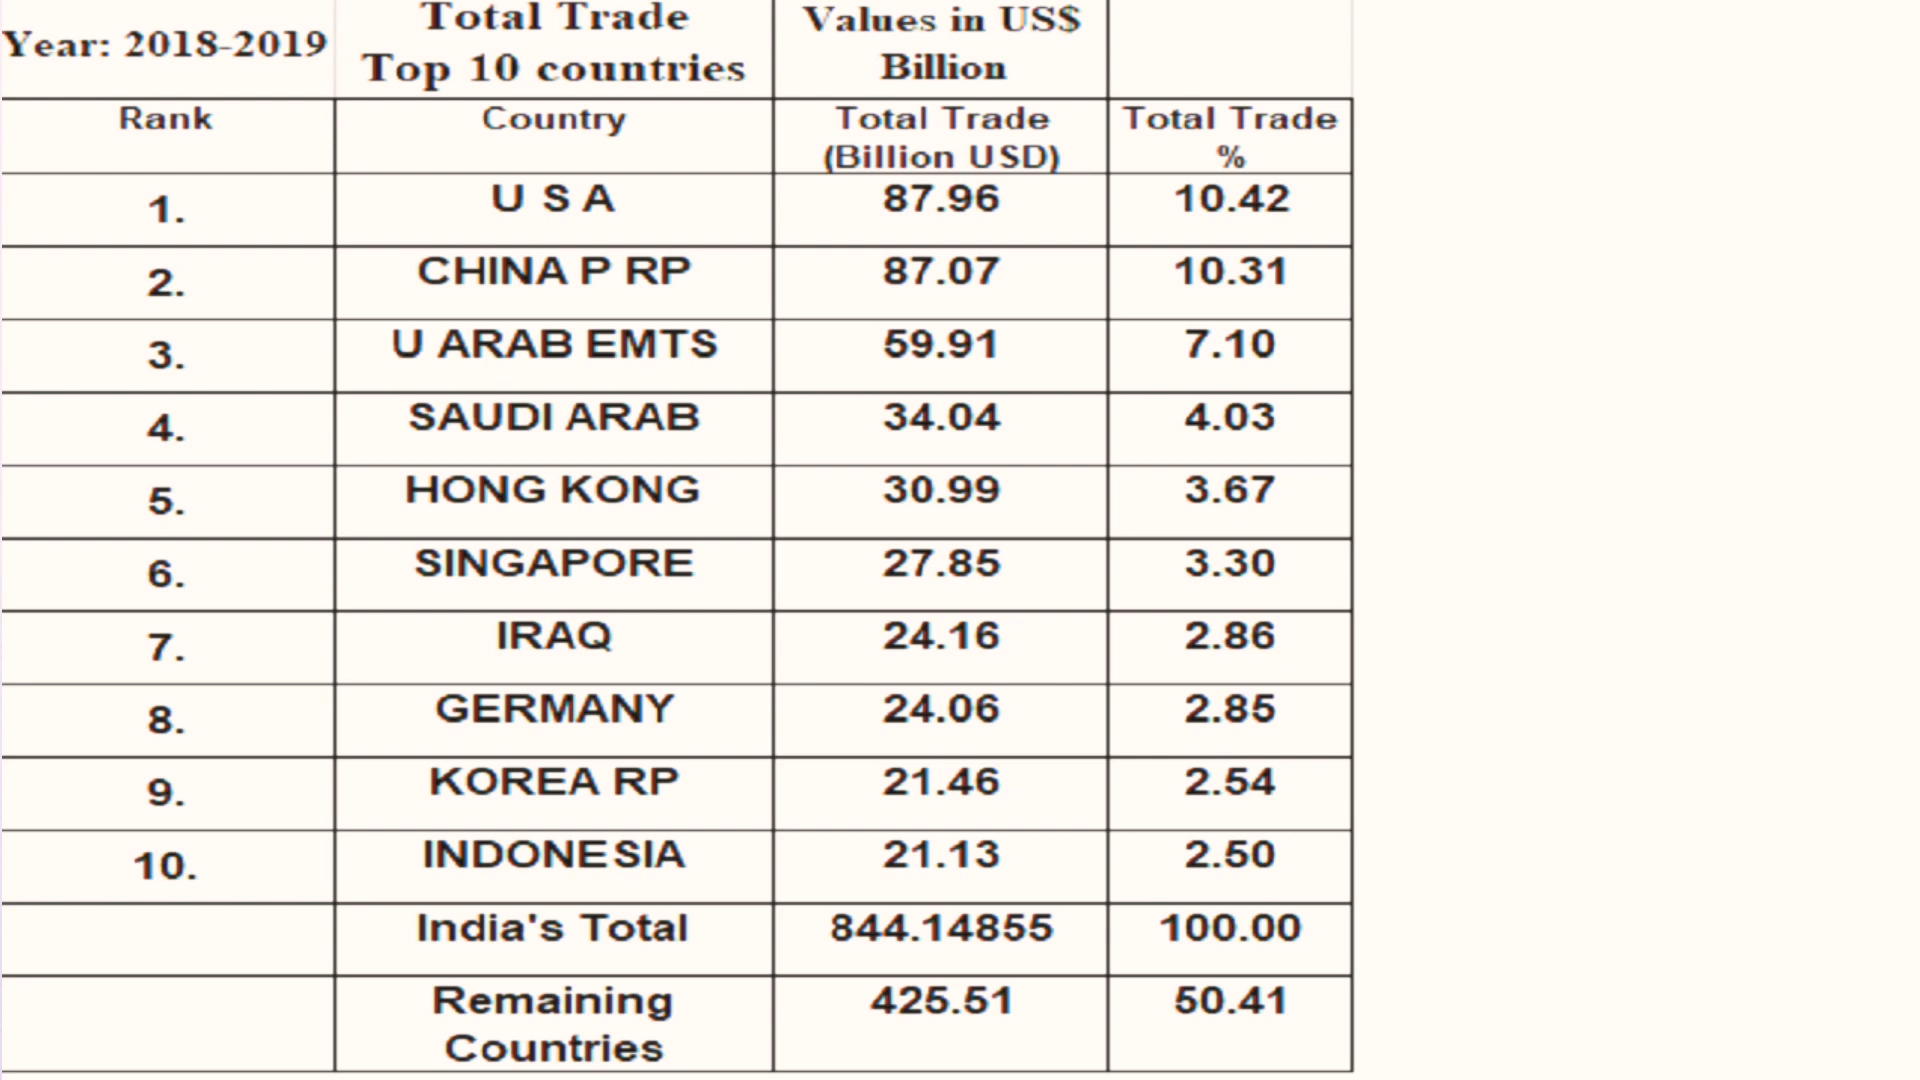 Year: 2018-2019
Total Trade
Top 10 countries
Values in US$
Billion
Rank
Country
Total Trade
(Billion USD)
Total Trade
%
1. U S A 87.96 10.42
2. CHINA P RP 87.07 10.31
3. U ARAB EMTS 59.91 7.10
4. SAUDI ARAB 34.04 4.03
5. HONG KONG 30.99 3.67
6. SINGAPORE 27.85 3.30
7. IRAQ 24.16 2.86
8. GERMANY 24.06 2.85
9. KOREA RP 21.46 2.54
10. INDONESIA 21.13 2.50
India's Total 844.14855 100.00
Remaining
Countries
425.51 50.41